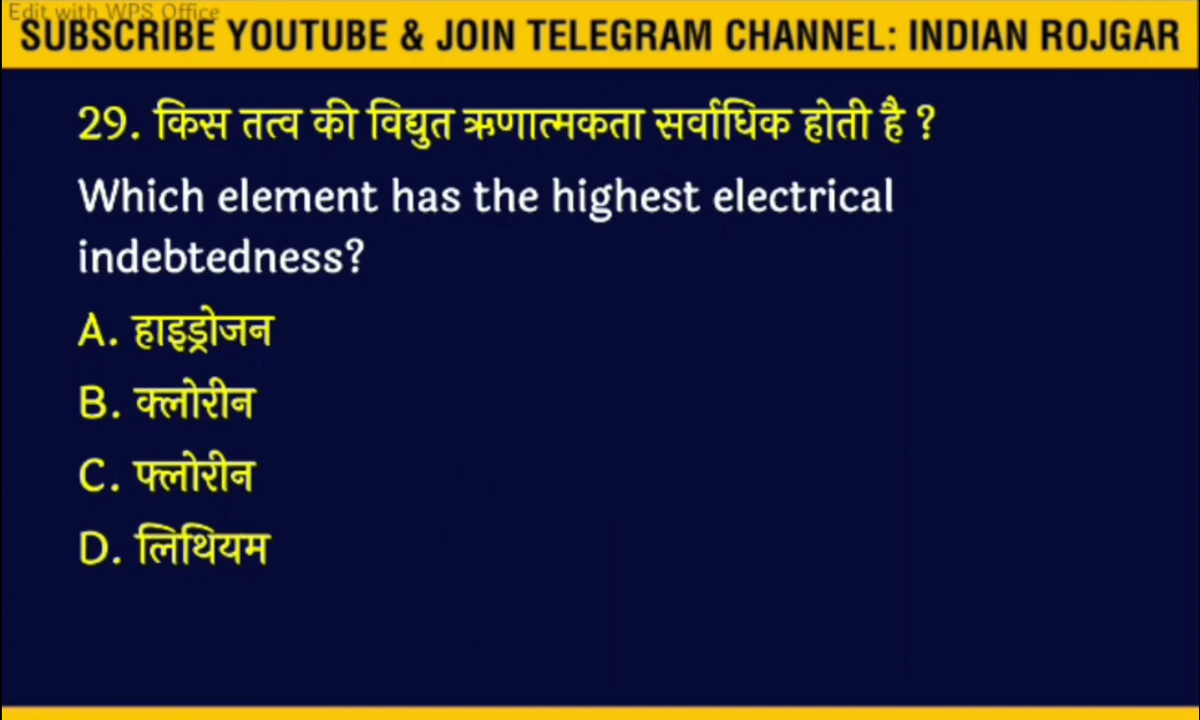 Edit with WPS Office
SUBSCRIBE YOUTUBE & JOIN TELEGRAM CHANNEL: INDIAN ROJGAR
29. किस तत्व की विद्युत ऋणात्मकता सर्वाधिक होती है ?
Which element has the highest electrical
indebtedness?
A. हाइड्रोजन
B. क्लोरीन
C. फ्लोरीन
D. लिथियम